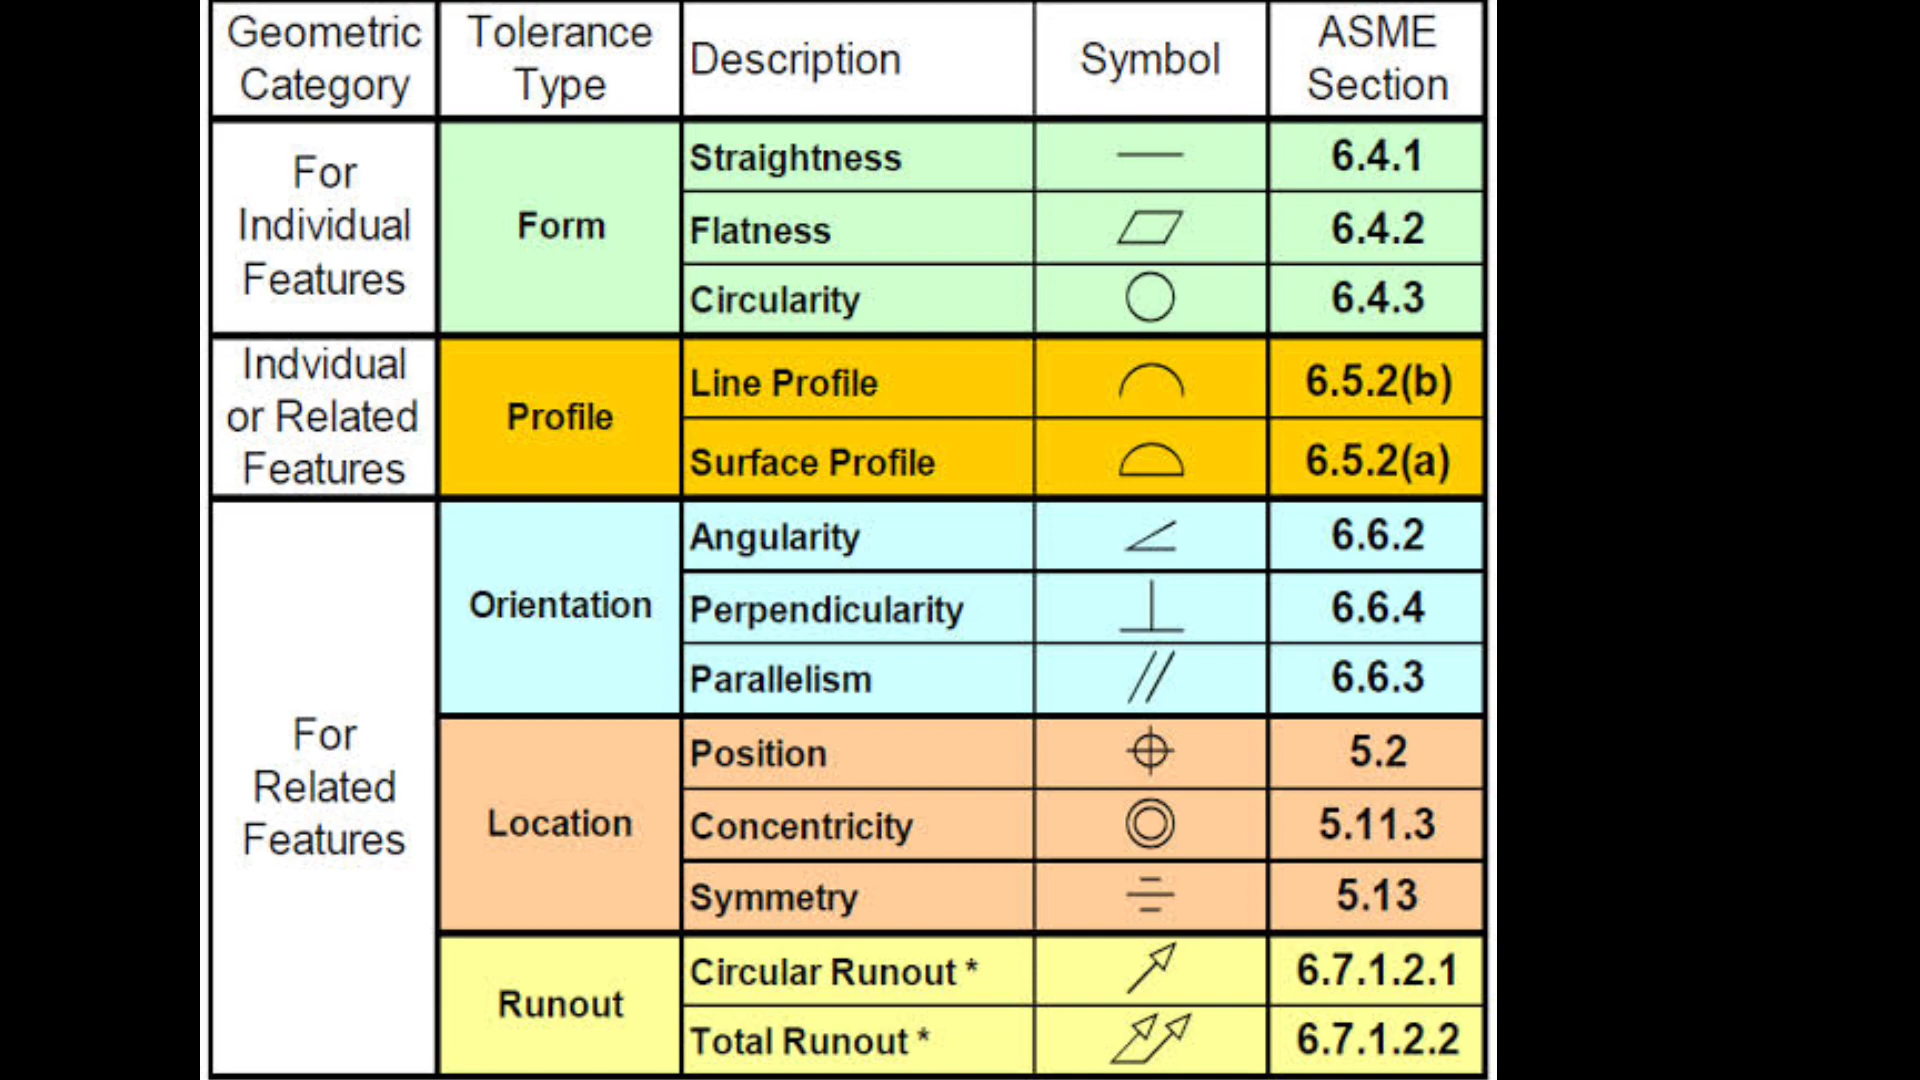 Geometric
Category
Tolerance
Type
Description
Symbol
ASME
Section
For
Individual
Features
Form
Straightness
6.4.1
Flatness
6.4.2
Circularity
6.4.3
Indvidual
or Related
Features
Profile
Line Profile
6.5.2(b)
Surface Profile
6.5.2(a)
For
Related
Features
Orientation
Angularity
6.6.2
Perpendicularity
6.6.4
Parallelism
6.6.3
Location
Position
5.2
Concentricity
5.11.3
Symmetry
5.13
Runout
Circular Runout *
6.7.1.2.1
Total Runout *
6.7.1.2.2